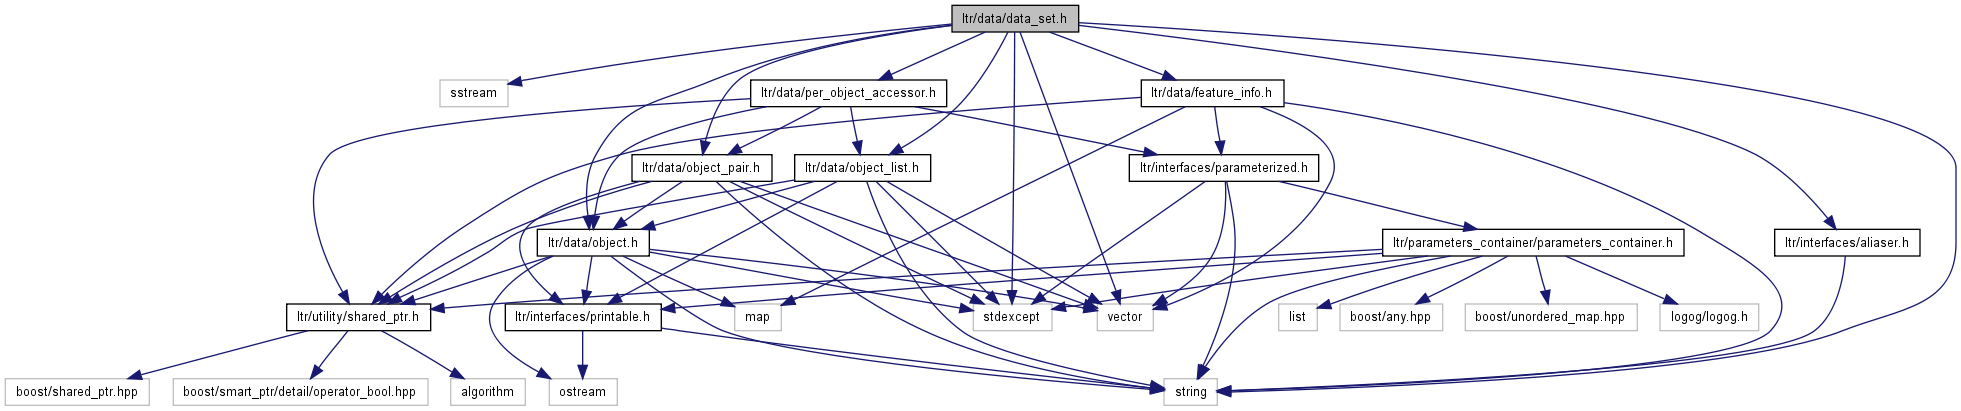 ltr/data/data_set.h
sstream
ltr/data/per_object_accessor.h
ltr/data/feature_info.h
ltr/data/object_pair.h
ltr/data/object_list.h
ltr/interfaces/parameterized.h
ltr/data/object.h
ltr/parameters_container/parameters_container.h
ltr/interfaces/aliaser.h
ltr/utility/shared_ptr.h
ltr/interfaces/printable.h
map
stdexcept
vector
list
boost/any.hpp
boost/unordered_map.hpp
logog/logog.h
boost/shared_ptr.hpp
boost/smart_ptr/detail/operator_bool.hpp
algorithm
ostream
string